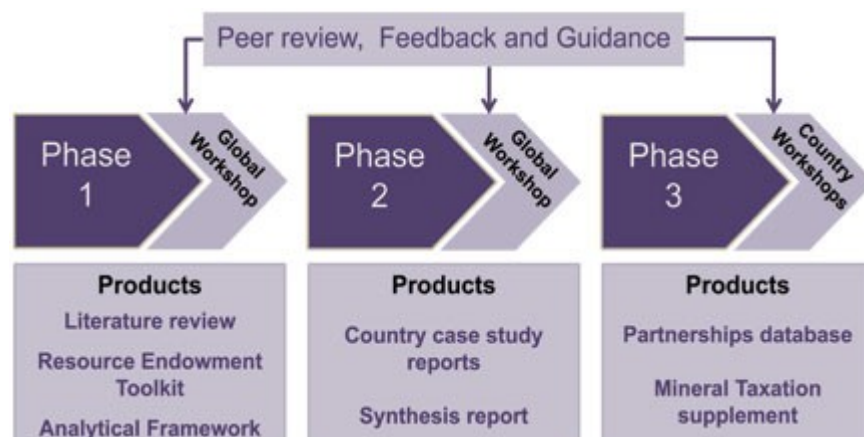 Peer review, Feedback and Guidance
Phase
1
Global
Workshop
Phase
2
Global
Workshop
Phase
3
Country
Workshops
Products
Literature review
Resource Endowment
Toolkit
Analytical Framework
Products
Country case study
reports
Synthesis report
Products
Partnerships database
Mineral Taxation
supplement